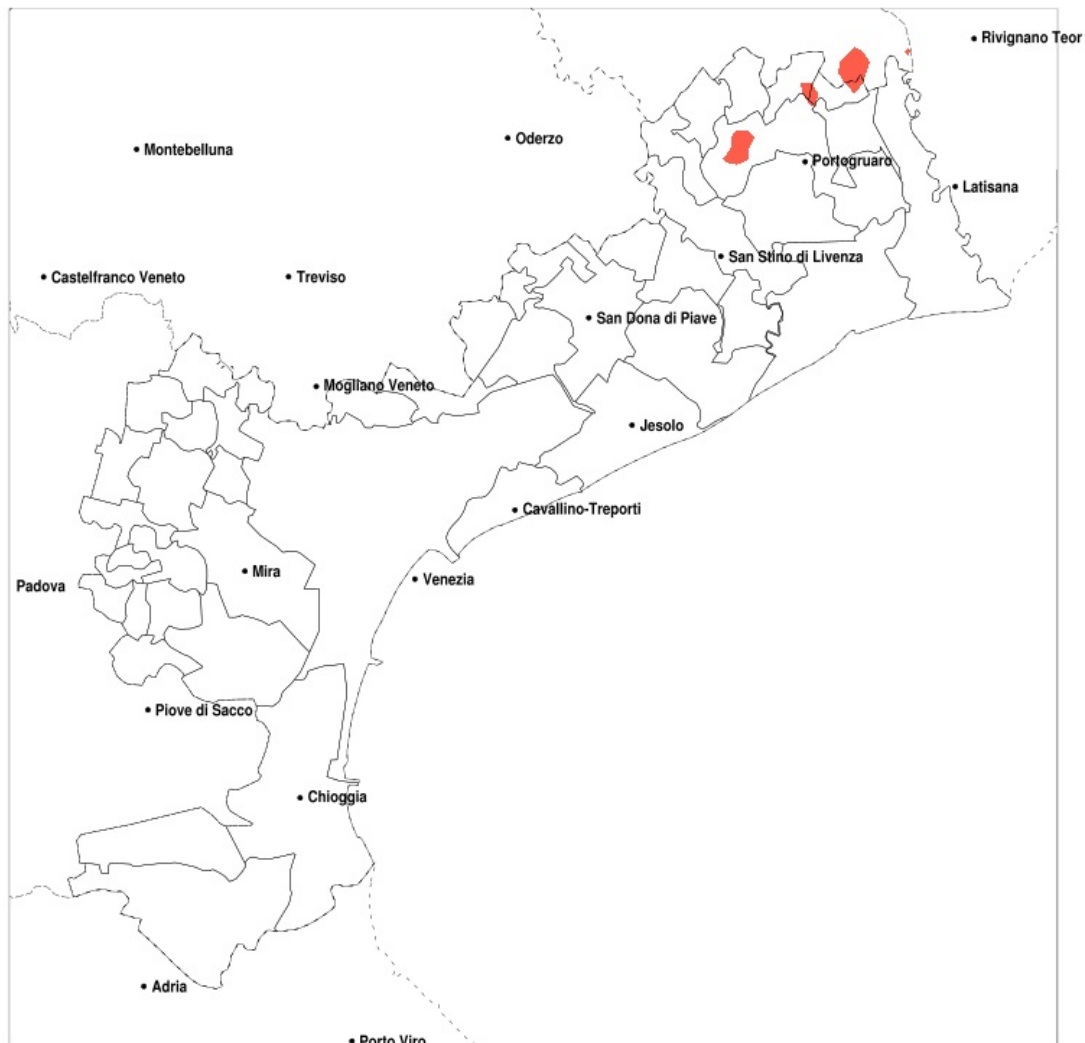 Rivignano Teor
Oderzo
Montebelluna
Portogruaro
Latisana
San Stino di Livenza
Castelfranco Veneto
Treviso
San Dona di Piave
Mogliano Veneto
Jesolo
Cavallino-Treporti
Mira
Venezia
Padova
Piove di Sacco
Chioggia
Adria
Porto Viro